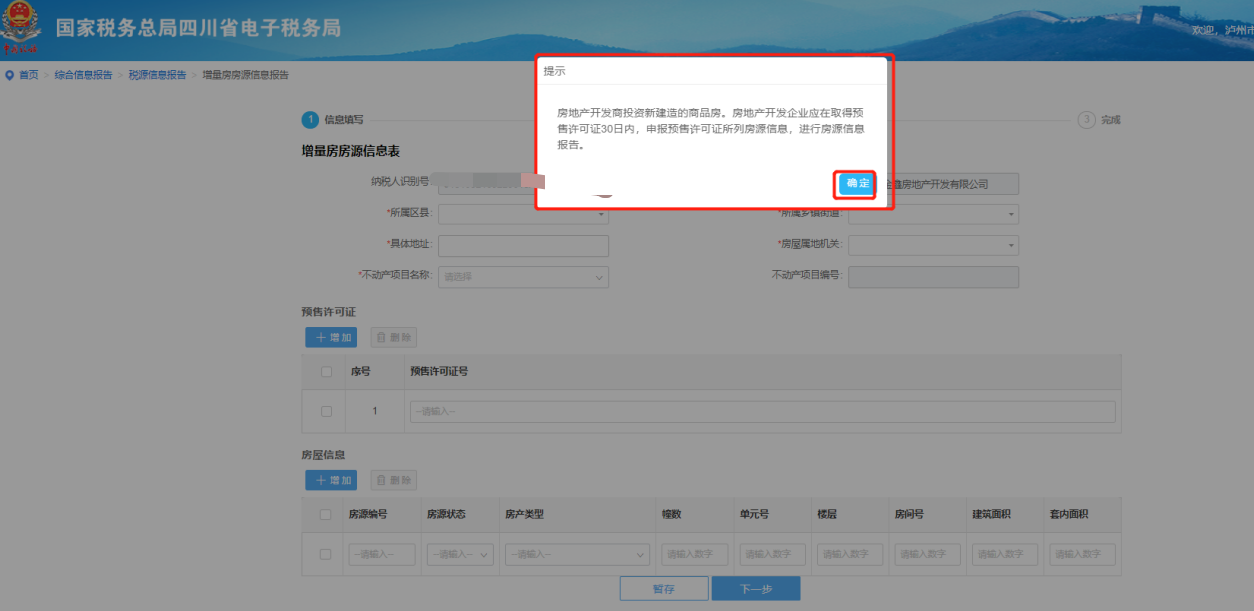 国家税务总局四川省电子税务局
欢迎，泸州市
首页 > 综合信息报告 > 税源信息报告 > 增量房房源信息报告
提示
房地产开发商投资新建造的商品房。房地产开发企业应在取得预
售许可证30日内，申报预售许可证所列房源信息，进行房源信息
报告。
确定
1 信息填写
3 完成
增量房房源信息表
纳税人识别号
鑫房地产开发有限公司
*所属区县:
*所属乡镇街道:
*具体地址:
*房屋属地机关:
*不动产项目名称: 请选择
不动产项目编号:
预售许可证
增加 删除
序号 预售许可证号
1 --请输入--
房屋信息
增加 删除
房源编号 房源状态 房产类型 幢数 单元号 楼层 房间号 建筑面积 套内面积
--请输入-- --请输入-- --请输入-- 请输入数字 请输入数字 请输入数字 请输入数字 请输入数字 请输入数字
暂存 下一步